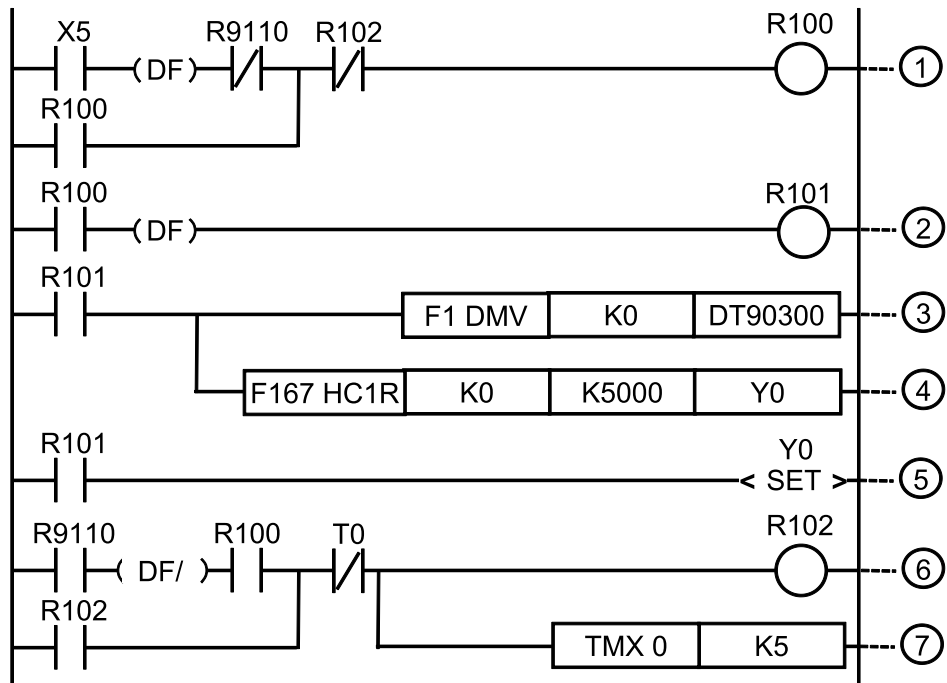 X5 R9110 R102 R100
( DF ) 1
R100
R100 R101
( DF ) 2
R101
F1 DMV K0 DT90300 3
F167 HC1R K0 K5000 Y0 4
R101 Y0
< SET > 5
R9110 R100 T0 R102
( DF/ ) 6
R102
TMX 0 K5 7